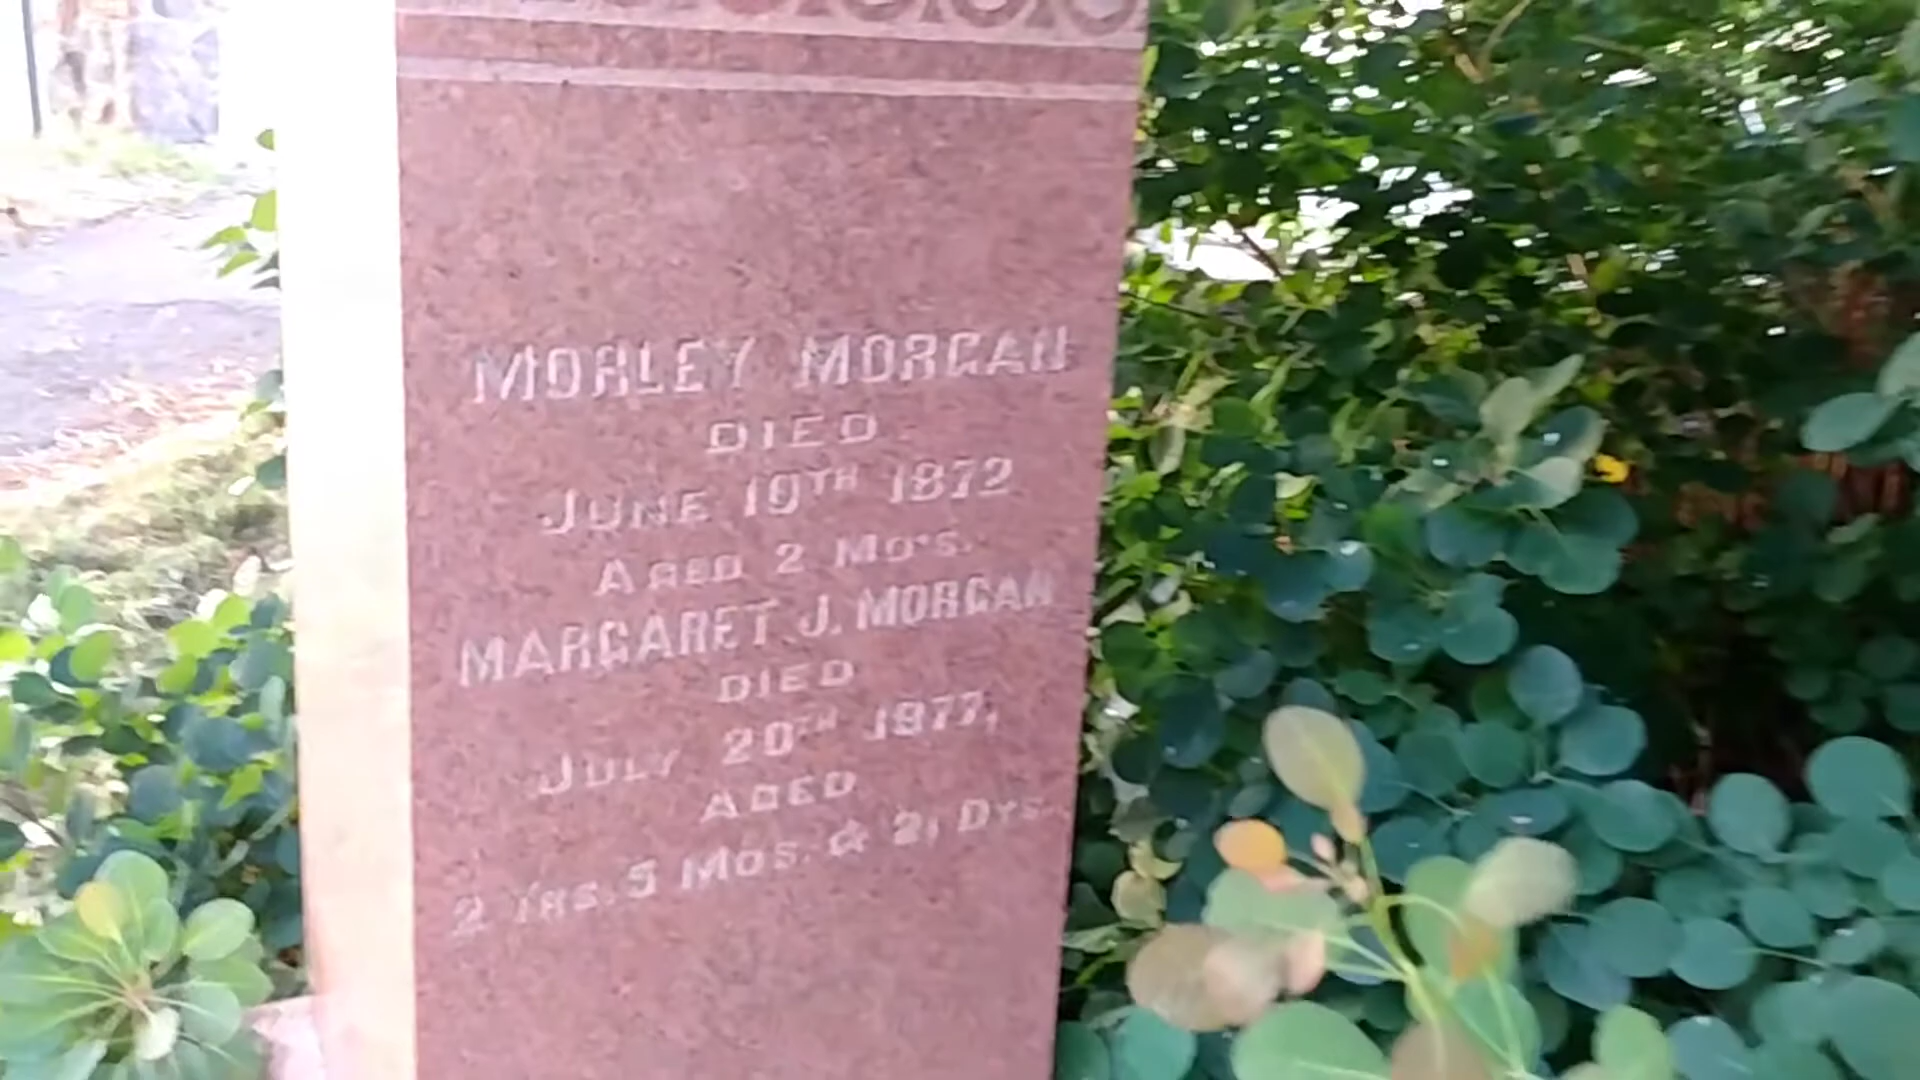 MORLEY MORGAN
DIED
JUNE 19TH 1872
AGED 2 MO'S.
MARGARET J. MORGAN
DIED
JULY 20TH 1877,
AGED
2 YRS. 5 MOS. & 21 DYS.